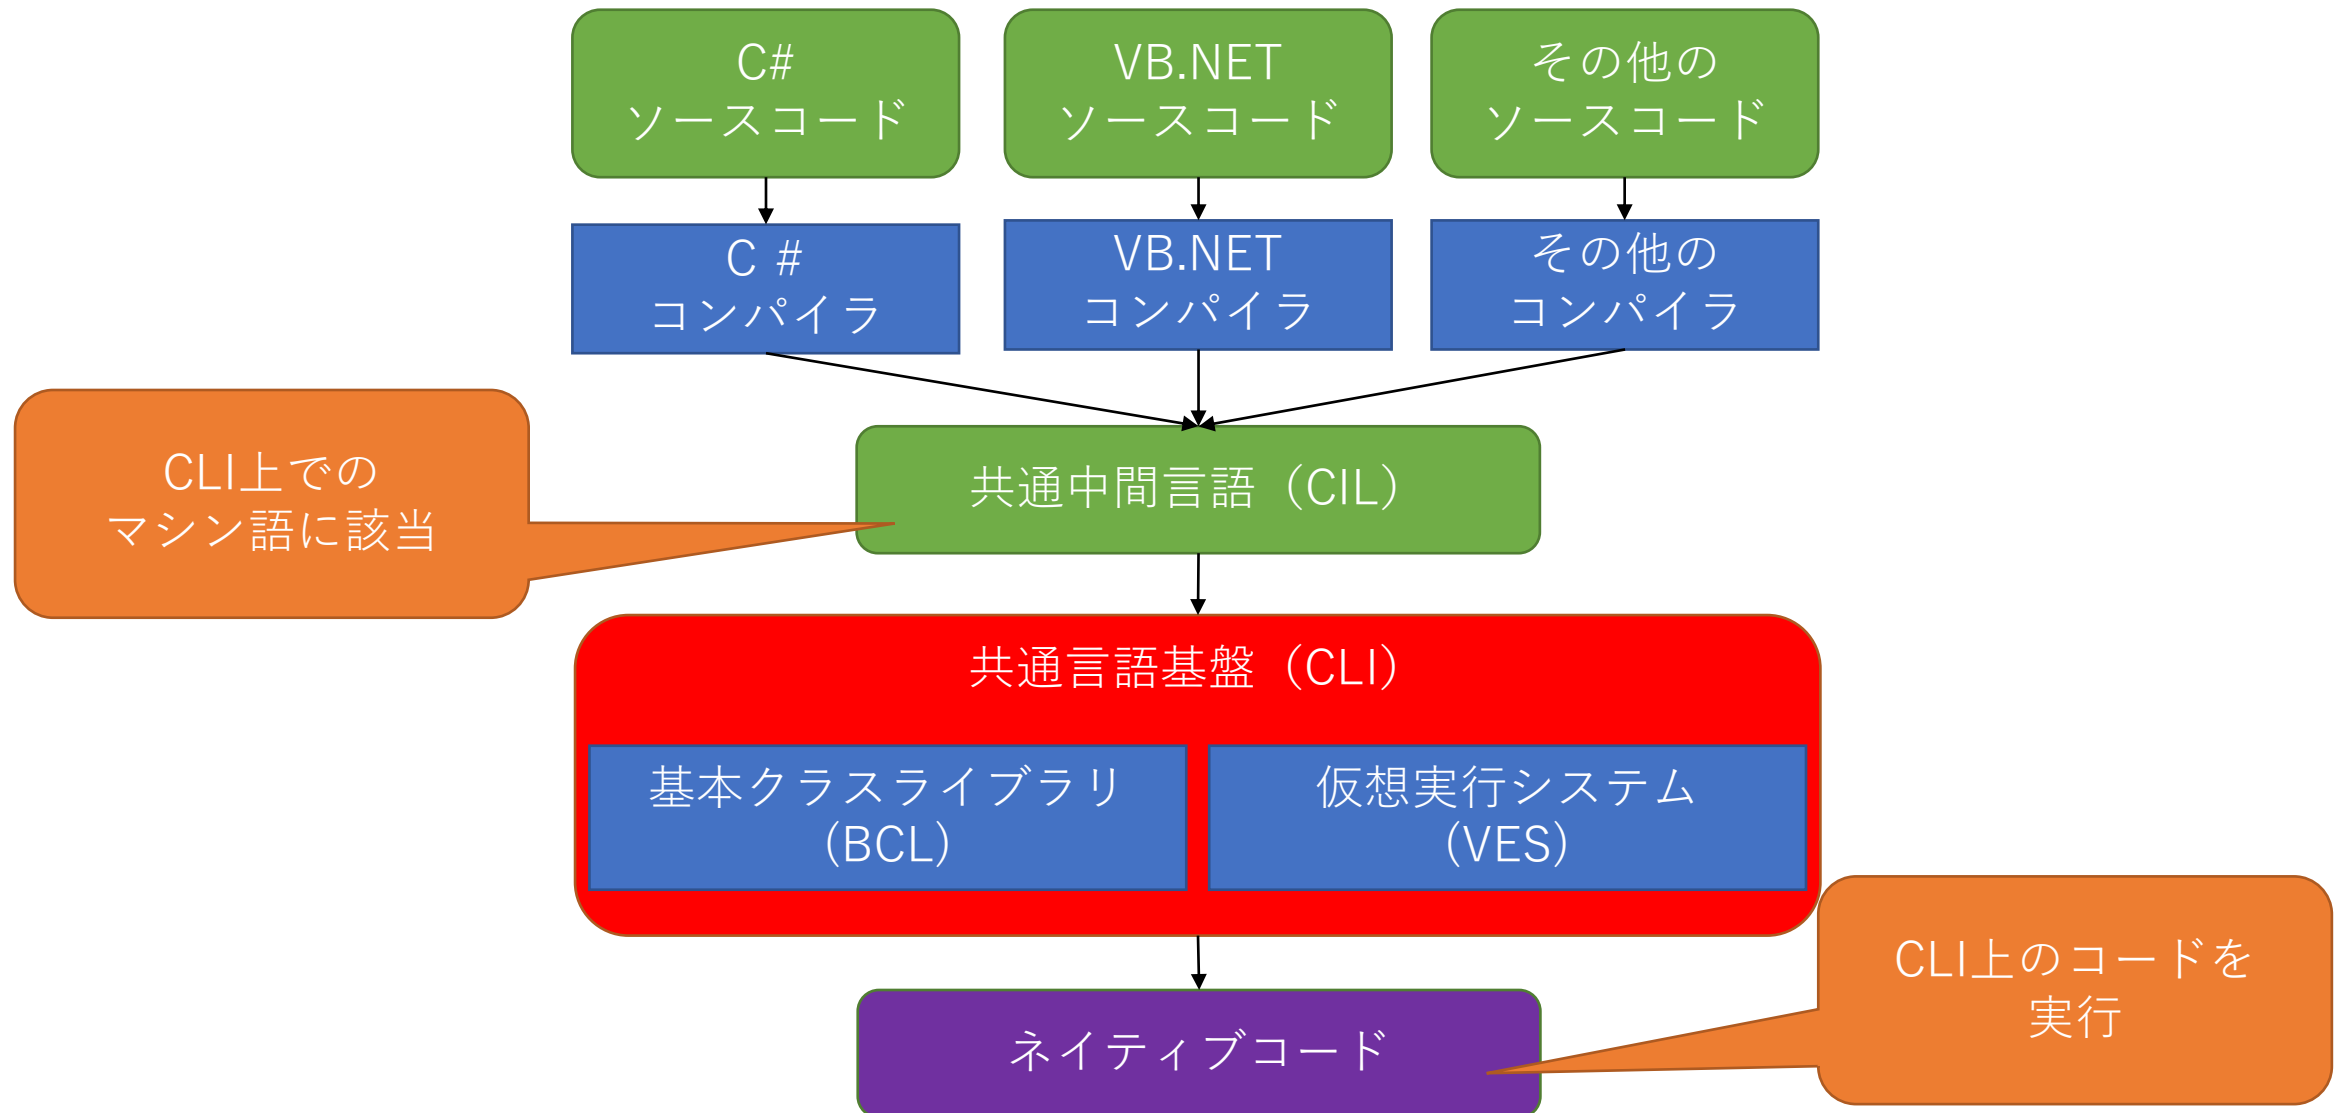 C#
ソースコード
VB.NET
ソースコード
その他の
ソースコード
C #
コンパイラ
VB.NET
コンパイラ
その他の
コンパイラ
CLI上での
マシン語に該当
共通中間言語（CIL）
共通言語基盤（CLI）
基本クラスライブラリ
(BCL)
仮想実行システム
(VES)
CLI上のコードを
実行
ネイティブコード